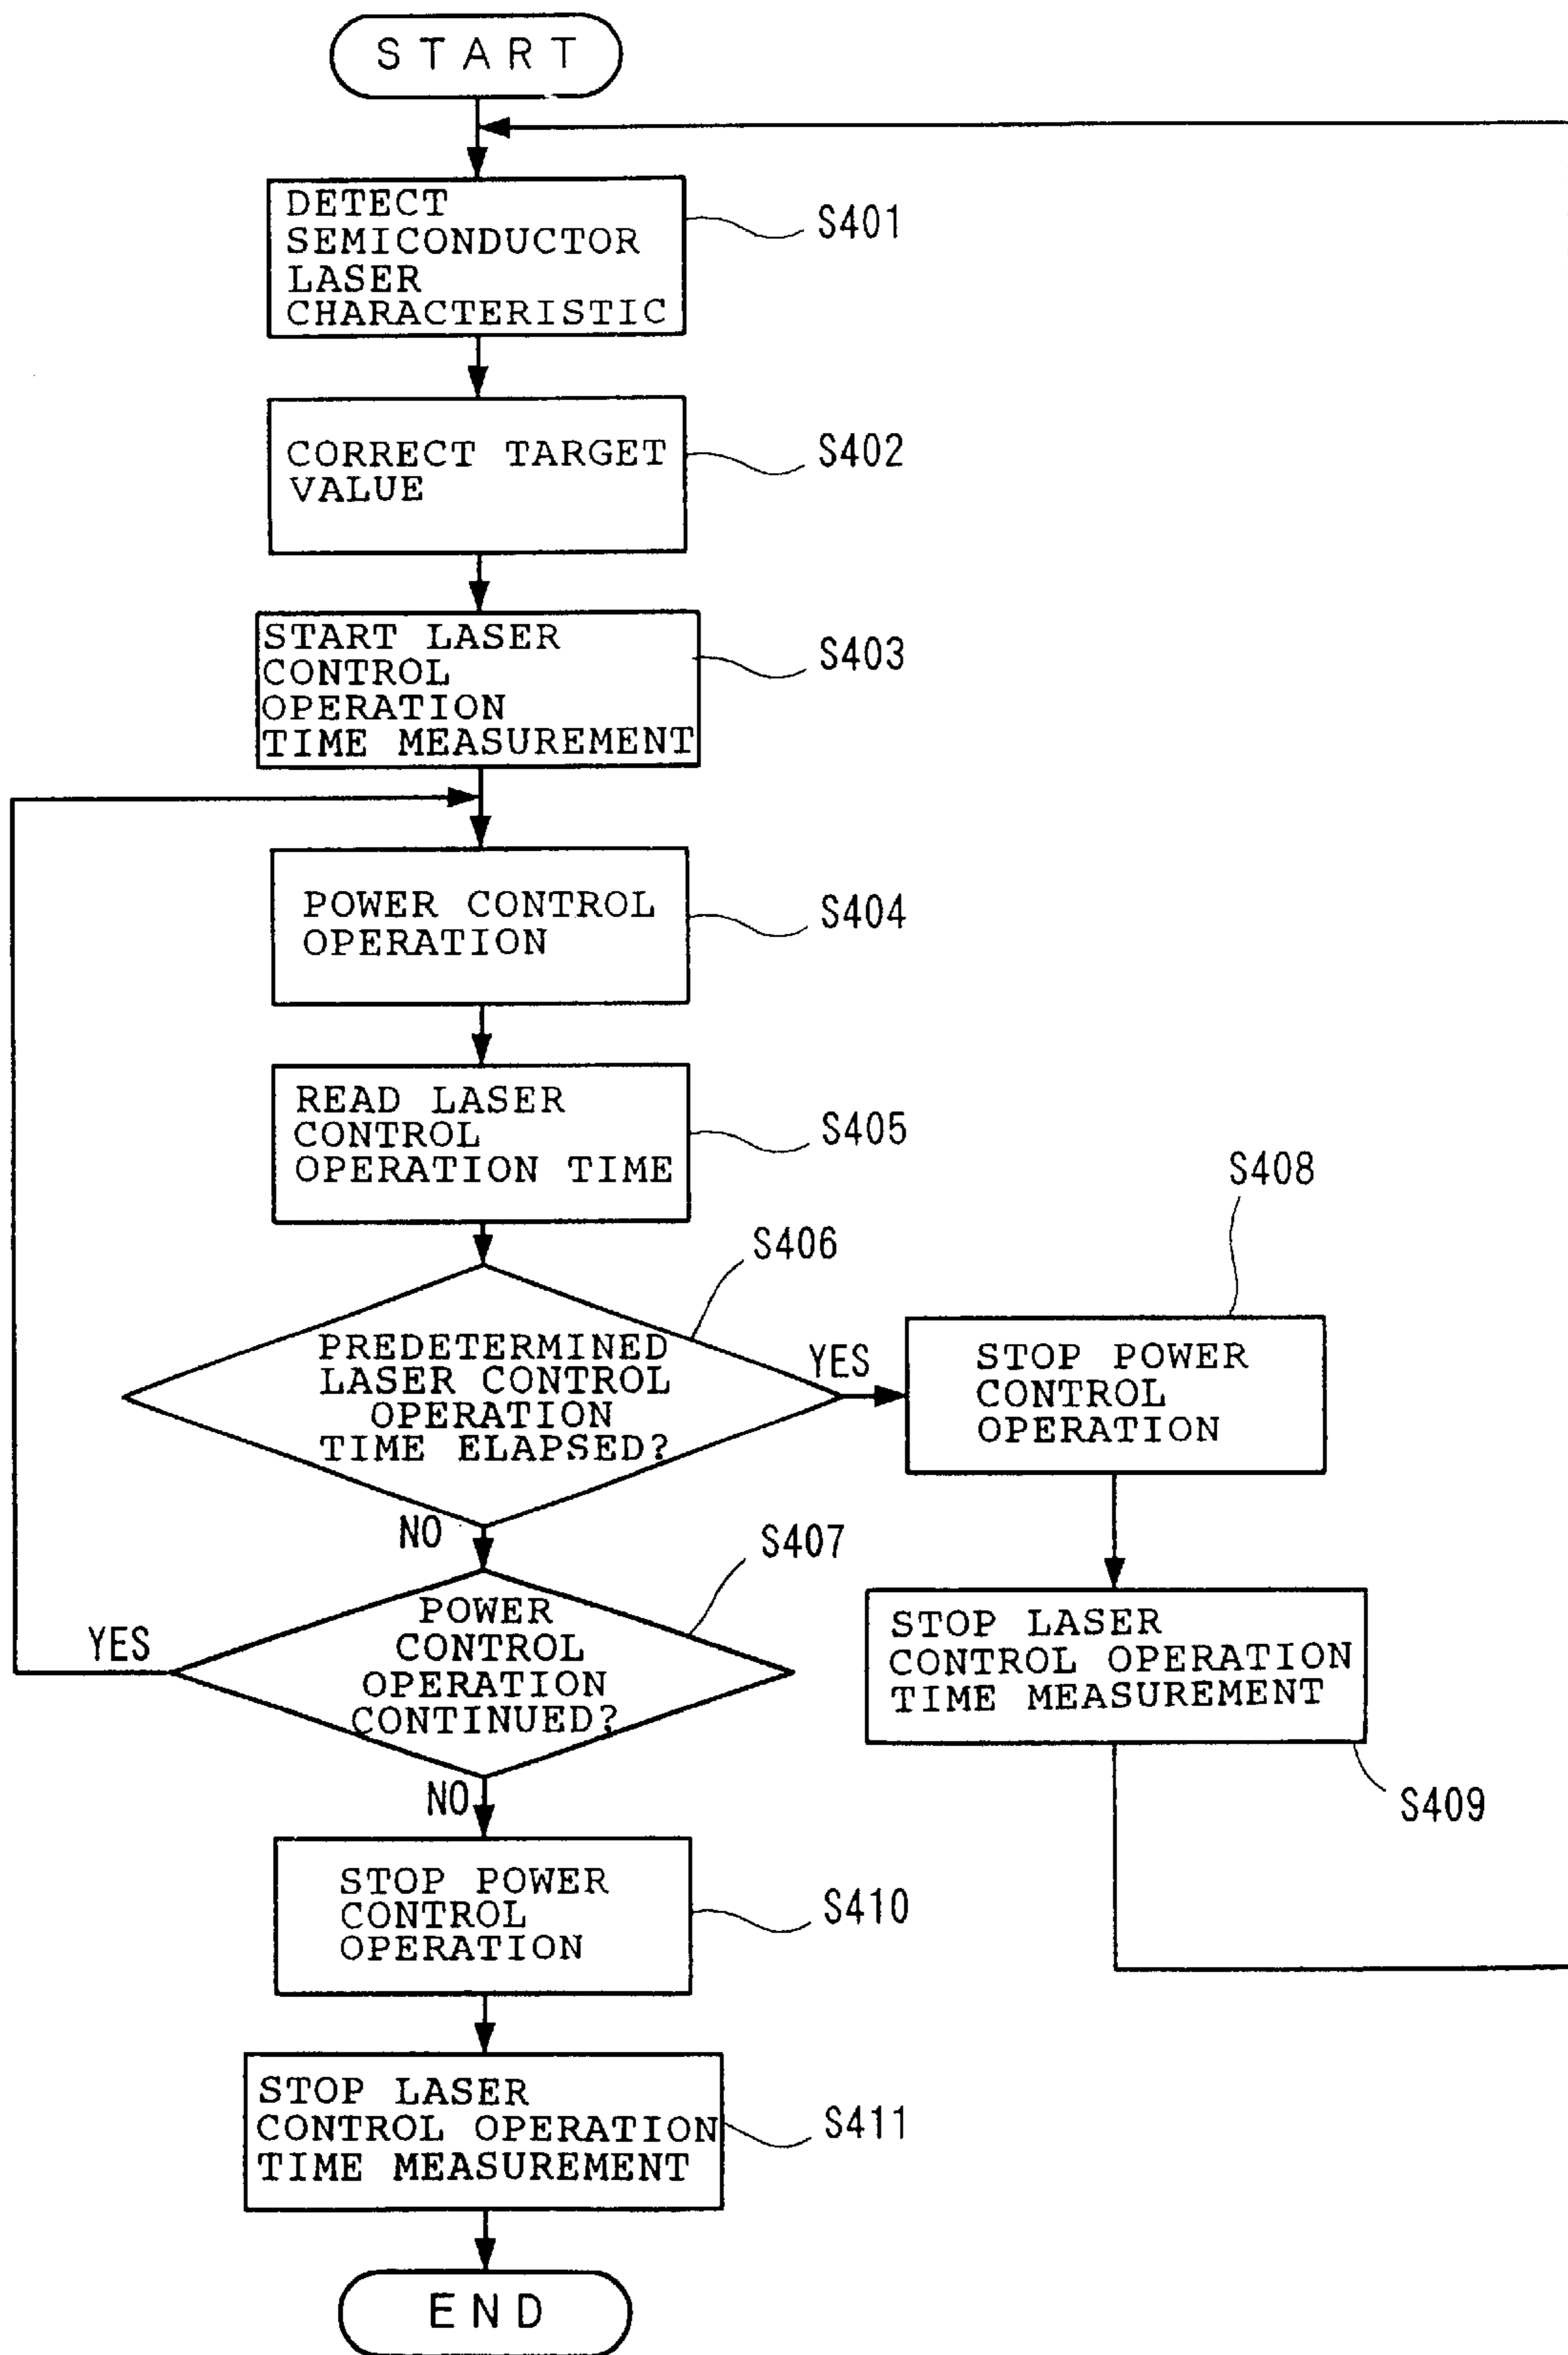 START
DETECT
SEMICONDUCTOR
LASER
CHARACTERISTIC
S401
CORRECT TARGET
VALUE
S402
START LASER
CONTROL
OPERATION
TIME MEASUREMENT
S403
POWER CONTROL
OPERATION
S404
READ LASER
CONTROL
OPERATION TIME
S405
S406
PREDETERMINED
LASER CONTROL
OPERATION
TIME ELAPSED?
YES
NO
S408
STOP POWER
CONTROL
OPERATION
S407
POWER
CONTROL
OPERATION
CONTINUED?
YES
NO
STOP LASER
CONTROL OPERATION
TIME MEASUREMENT
S409
STOP POWER
CONTROL
OPERATION
S410
STOP LASER
CONTROL OPERATION
TIME MEASUREMENT
S411
END